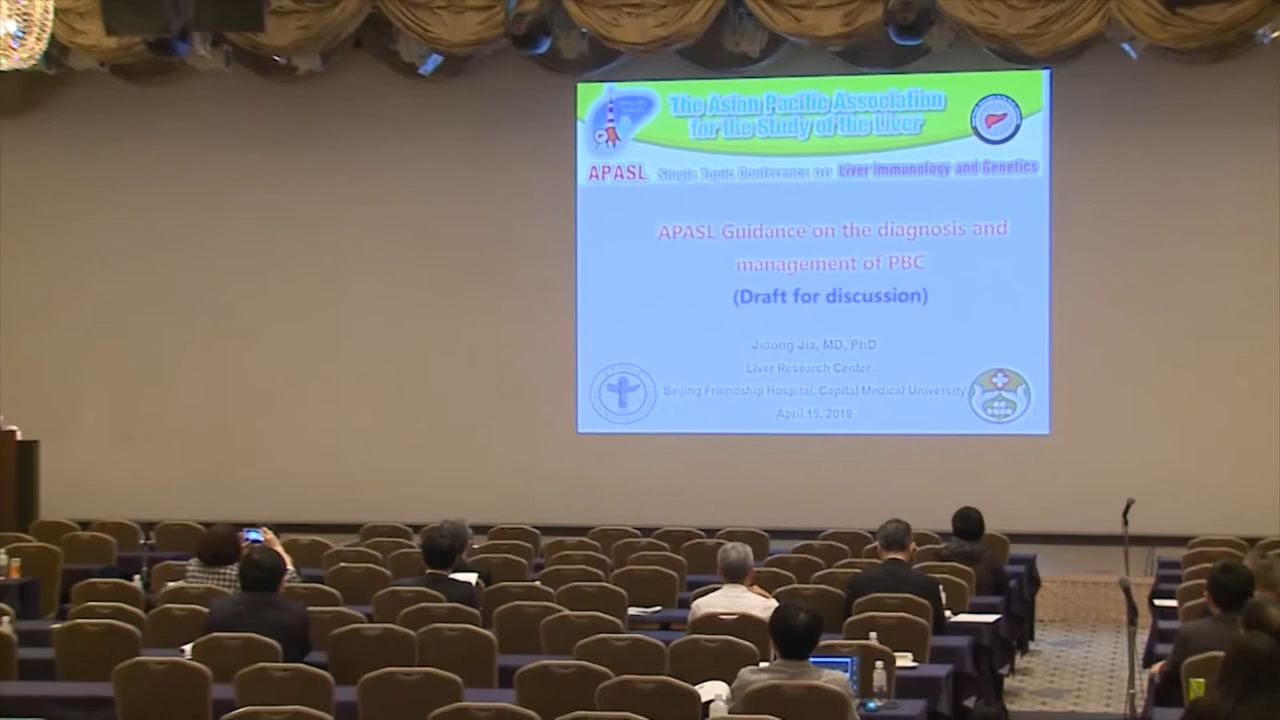 The Asian Pacific Association
for the Study of the Liver
APASL Single Topic Conference on Liver Immunology and Genetics
APASL Guidance on the diagnosis and
management of PBC
(Draft for discussion)
Jidong Jia, MD, PhD
Liver Research Center,
Beijing Friendship Hospital, Capital Medical University
April 19, 2019